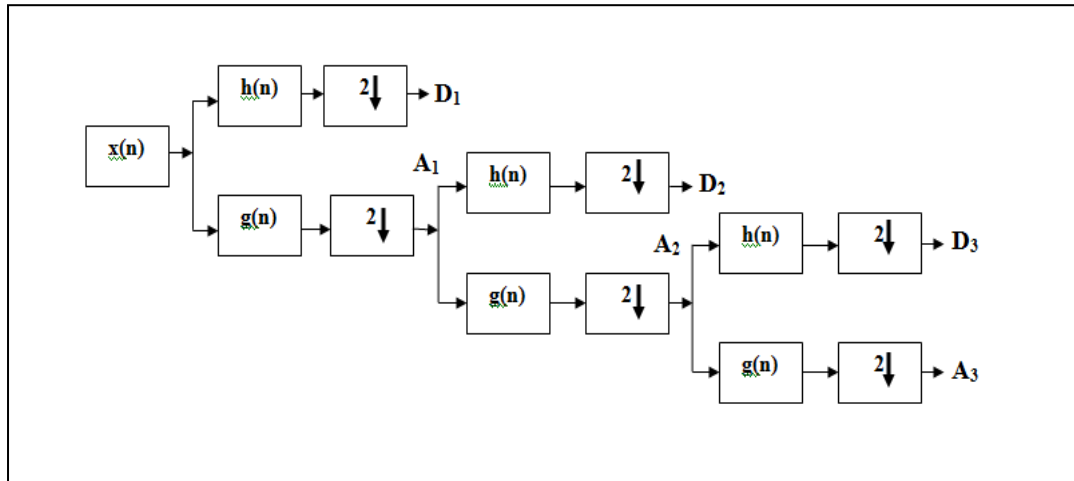 h(n) 2↓ D₁
x(n)
A₁ h(n) 2↓ D₂
g(n) 2↓
A₂ h(n) 2↓ D₃
g(n) 2↓
g(n) 2↓ A₃